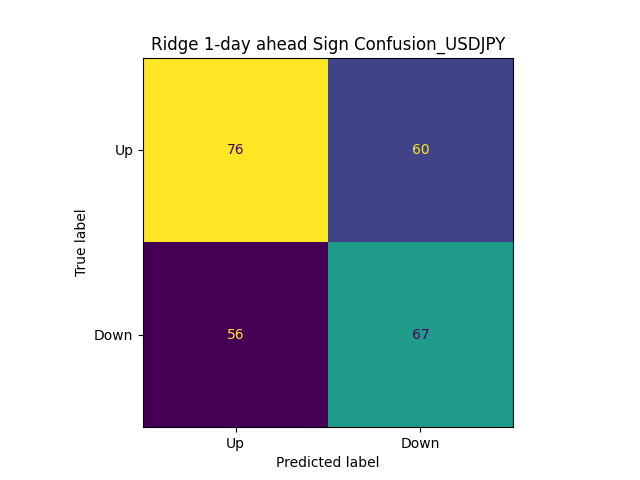 Ridge 1-day ahead Sign Confusion_USDJPY
True label
Up
76
60
Down
56
67
Up
Down
Predicted label